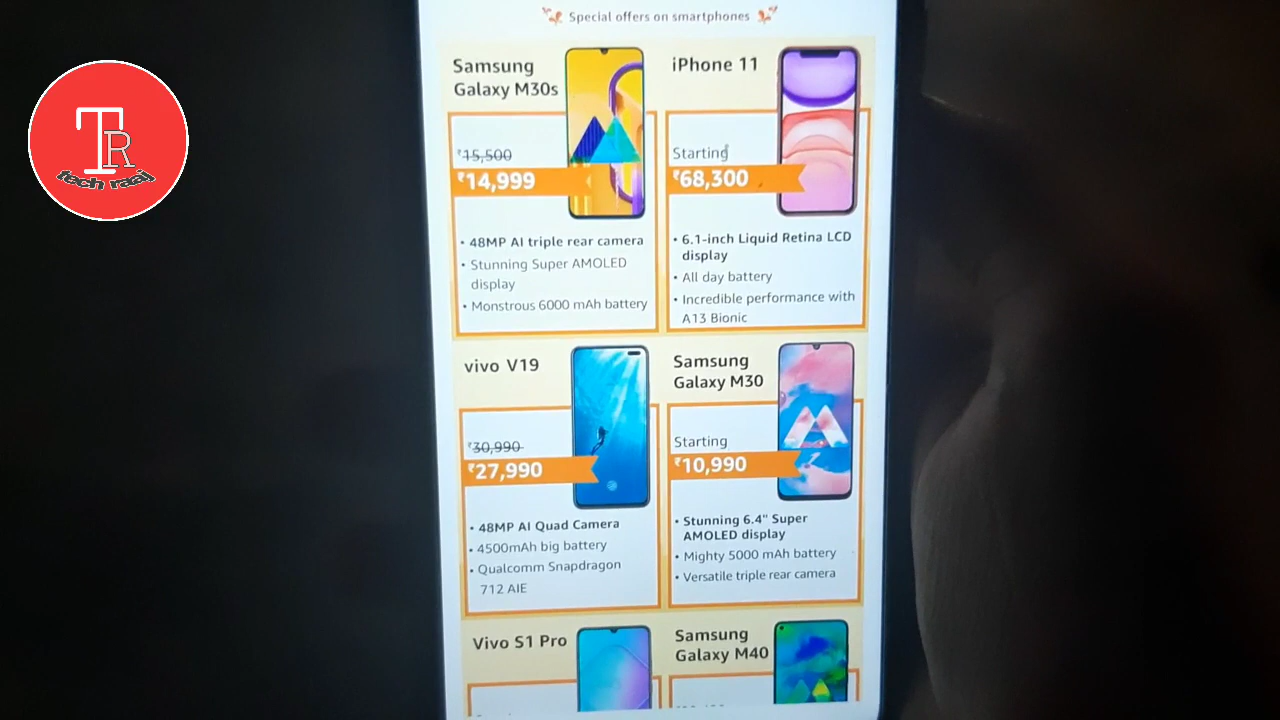 Special offers on smartphones
Samsung
Galaxy M30s
₹15,500
₹14,999
• 48MP AI triple rear camera
• Stunning Super AMOLED
display
• Monstrous 6000 mAh battery
iPhone 11
Starting
₹68,300
• 6.1-inch Liquid Retina LCD
display
• All day battery
• Incredible performance with
A13 Bionic
vivo V19
₹30,990
₹27,990
• 48MP AI Quad Camera
• 4500mAh big battery
• Qualcomm Snapdragon
712 AIE
Samsung
Galaxy M30
Starting
₹10,990
• Stunning 6.4" Super
AMOLED display
• Mighty 5000 mAh battery
• Versatile triple rear camera
Vivo S1 Pro
Samsung
Galaxy M40
TR
tech raaj